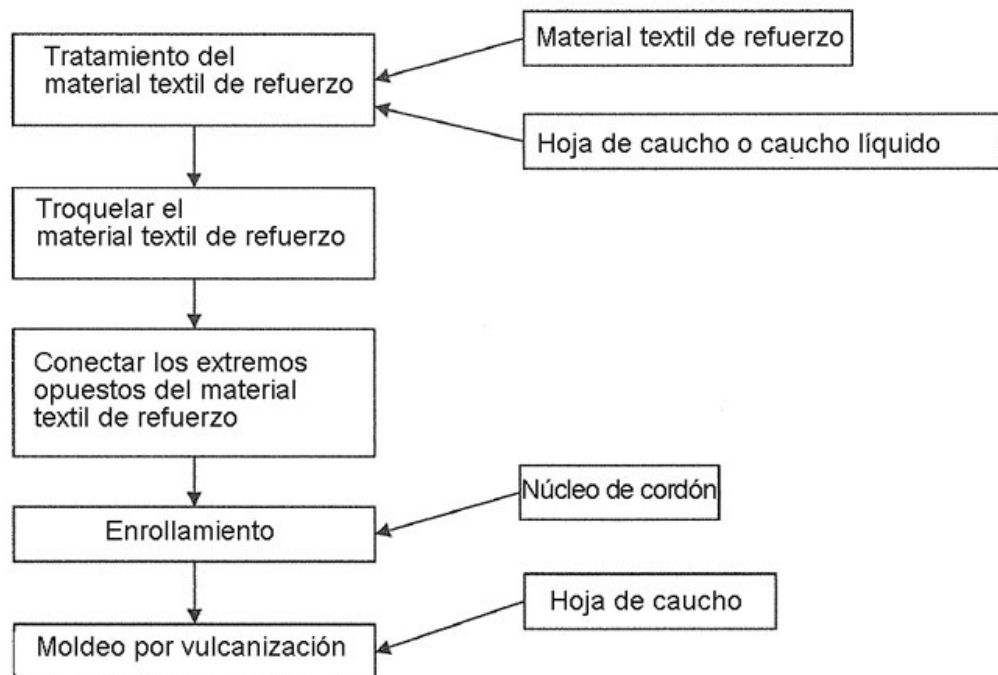 Tratamiento del
material textil de refuerzo
Material textil de refuerzo
Hoja de caucho o caucho líquido
Troquelar el
material textil de refuerzo
Conectar los extremos
opuestos del material
textil de refuerzo
Núcleo de cordón
Enrollamiento
Hoja de caucho
Moldeo por vulcanización